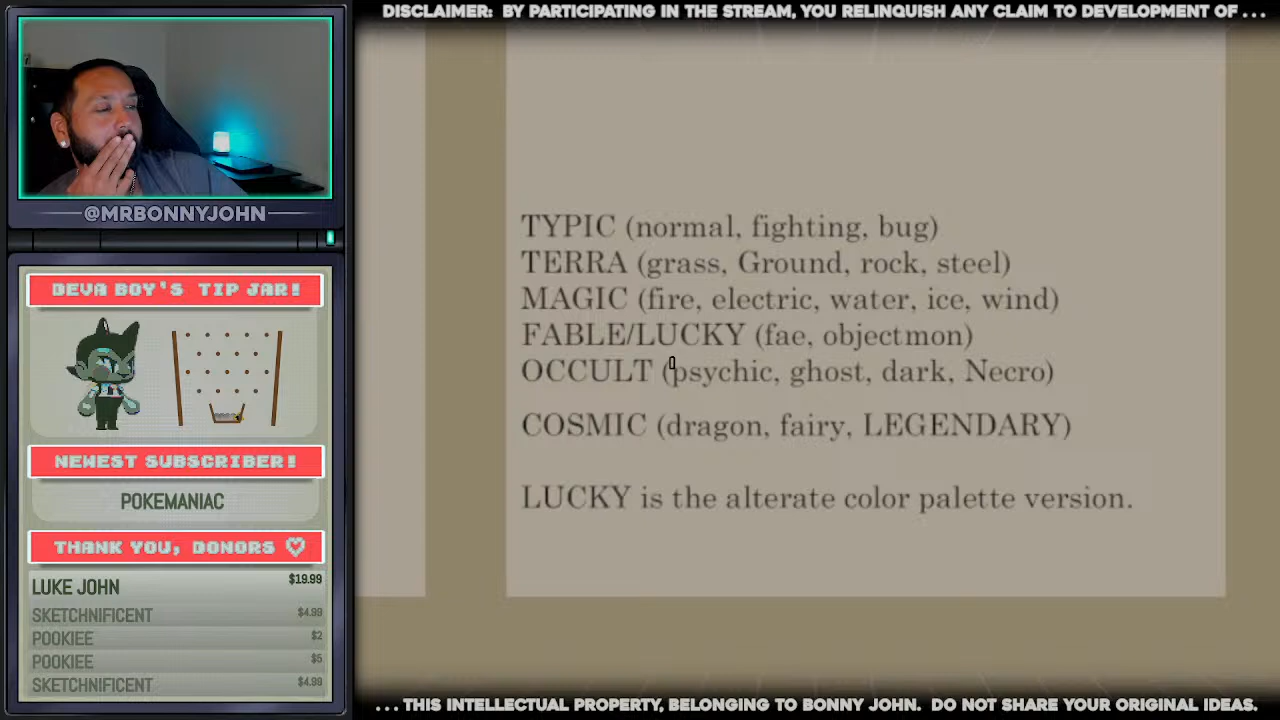 DISCLAIMER: BY PARTICIPATING IN THE STREAM, YOU RELINQUISH ANY CLAIM TO DEVELOPMENT OF . . .
@MRBONNYJOHN
DEVA BOY'S TIP JAR!
NEWEST SUBSCRIBER!
POKEMANIAC
THANK YOU, DONORS
LUKE JOHN $19.99
SKETCHNIFICENT $4.99
POOKIEE $2
POOKIEE $5
SKETCHNIFICENT $4.99
TYPIC (normal, fighting, bug)
TERRA (grass, Ground, rock, steel)
MAGIC (fire, electric, water, ice, wind)
FABLE/LUCKY (fae, objectmon)
OCCULT (psychic, ghost, dark, Necro)
COSMIC (dragon, fairy, LEGENDARY)
LUCKY is the alterate color palette version.
. . . THIS INTELLECTUAL PROPERTY, BELONGING TO BONNY JOHN. DO NOT SHARE YOUR ORIGINAL IDEAS.